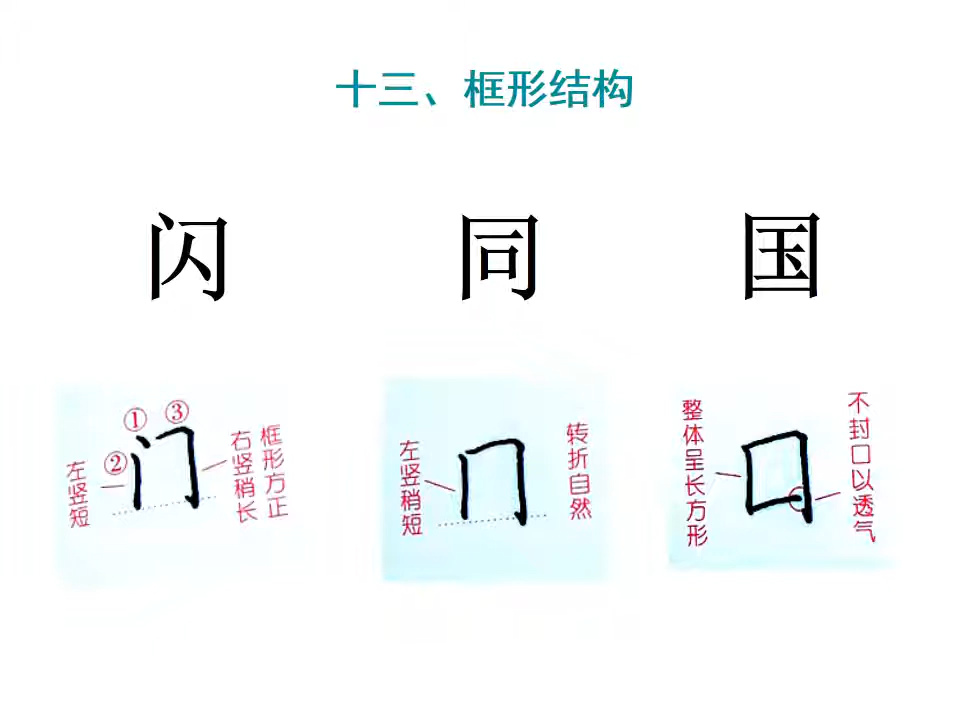 十三、框形结构
闪 同 国
① ③
②
左竖短
门
右竖稍长
框形方正
左竖稍短
冂
转折自然
整体呈长方形
囗
不封口以透气